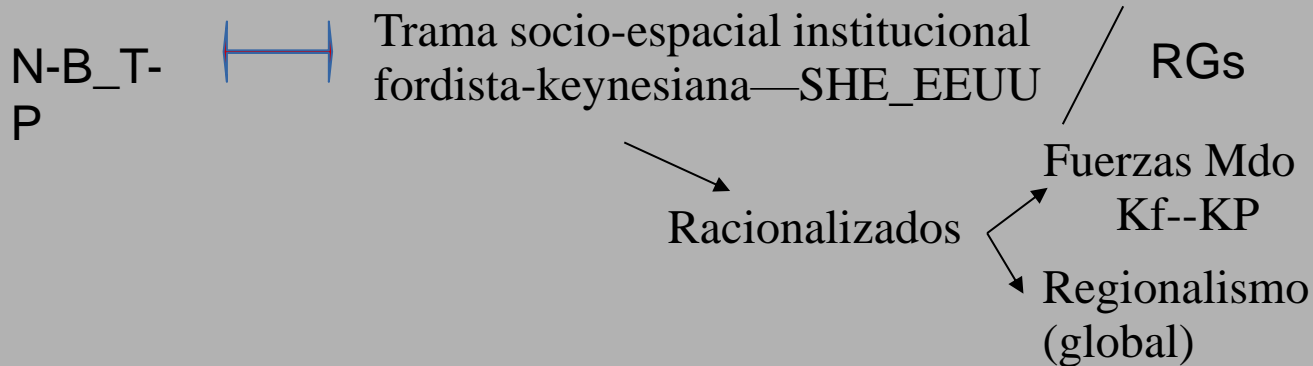 N-B_T-
P
Trama socio-espacial institucional
fordista-keynesiana—SHE_EEUU
RGs
Racionalizados
Fuerzas Mdo
Kf--KP
Regionalismo
(global)